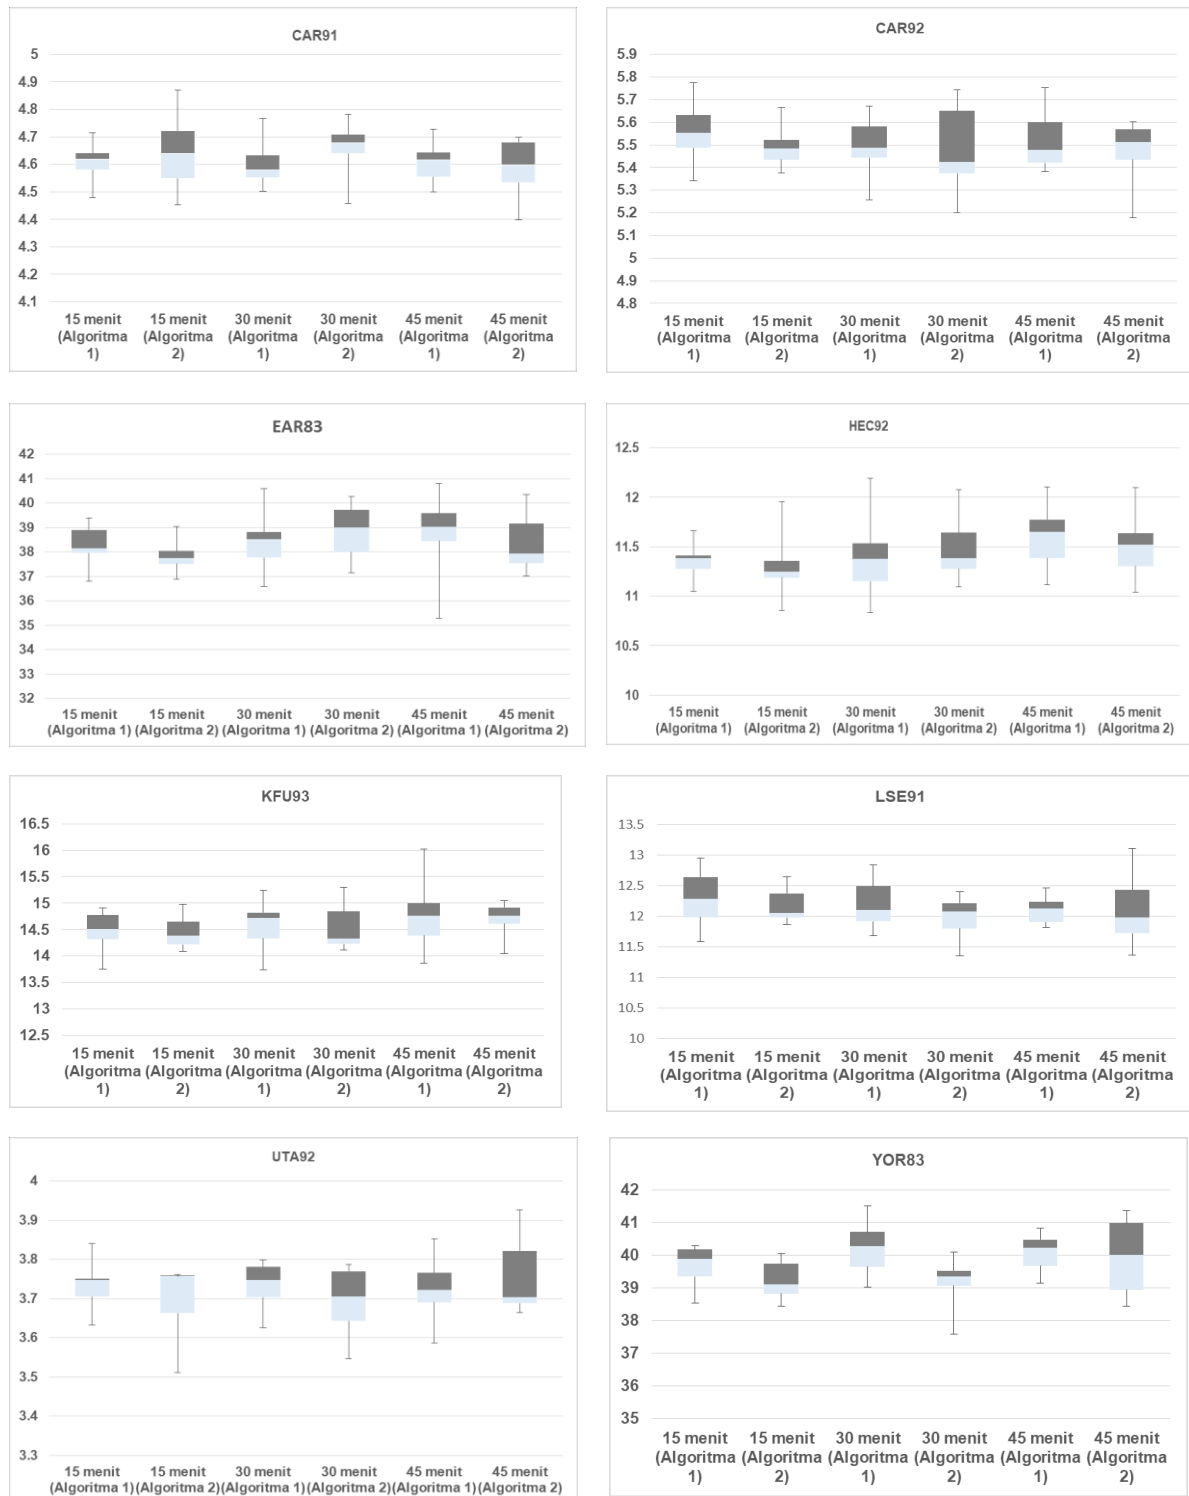 CAR91
5
4.9
4.8
4.7
4.6
4.5
4.4
4.3
4.2
4.1
15 menit 15 menit 30 menit 30 menit 45 menit 45 menit
(Algoritma (Algoritma (Algoritma (Algoritma (Algoritma (Algoritma
1) 2) 1) 2) 1) 2)
CAR92
5.9
5.8
5.7
5.6
5.5
5.4
5.3
5.2
5.1
5
4.9
4.8
15 menit 15 menit 30 menit 30 menit 45 menit 45 menit
(Algoritma (Algoritma (Algoritma (Algoritma (Algoritma (Algoritma
1) 2) 1) 2) 1) 2)
EAR83
42
41
40
39
38
37
36
35
34
33
32
15 menit 15 menit 30 menit 30 menit 45 menit 45 menit
(Algoritma 1) (Algoritma 2) (Algoritma 1) (Algoritma 2) (Algoritma 1) (Algoritma 2)
HEC92
12.5
12
11.5
11
10.5
10
15 menit 15 menit 30 menit 30 menit 45 menit 45 menit
(Algoritma 1) (Algoritma 2) (Algoritma 1) (Algoritma 2) (Algoritma 1) (Algoritma 2)
KFU93
16.5
16
15.5
15
14.5
14
13.5
13
12.5
15 menit 15 menit 30 menit 30 menit 45 menit 45 menit
(Algoritma (Algoritma (Algoritma (Algoritma (Algoritma (Algoritma
1) 2) 1) 2) 1) 2)
LSE91
13.5
13
12.5
12
11.5
11
10.5
10
15 menit 15 menit 30 menit 30 menit 45 menit 45 menit
(Algoritma (Algoritma (Algoritma (Algoritma (Algoritma (Algoritma
1) 2) 1) 2) 1) 2)
UTA92
4
3.9
3.8
3.7
3.6
3.5
3.4
3.3
15 menit 15 menit 30 menit 30 menit 45 menit 45 menit
(Algoritma 1) (Algoritma 2) (Algoritma 1) (Algoritma 2) (Algoritma 1) (Algoritma 2)
YOR83
42
41
40
39
38
37
36
35
15 menit 15 menit 30 menit 30 menit 45 menit 45 menit
(Algoritma (Algoritma (Algoritma (Algoritma (Algoritma (Algoritma
1) 2) 1) 2) 1) 2)